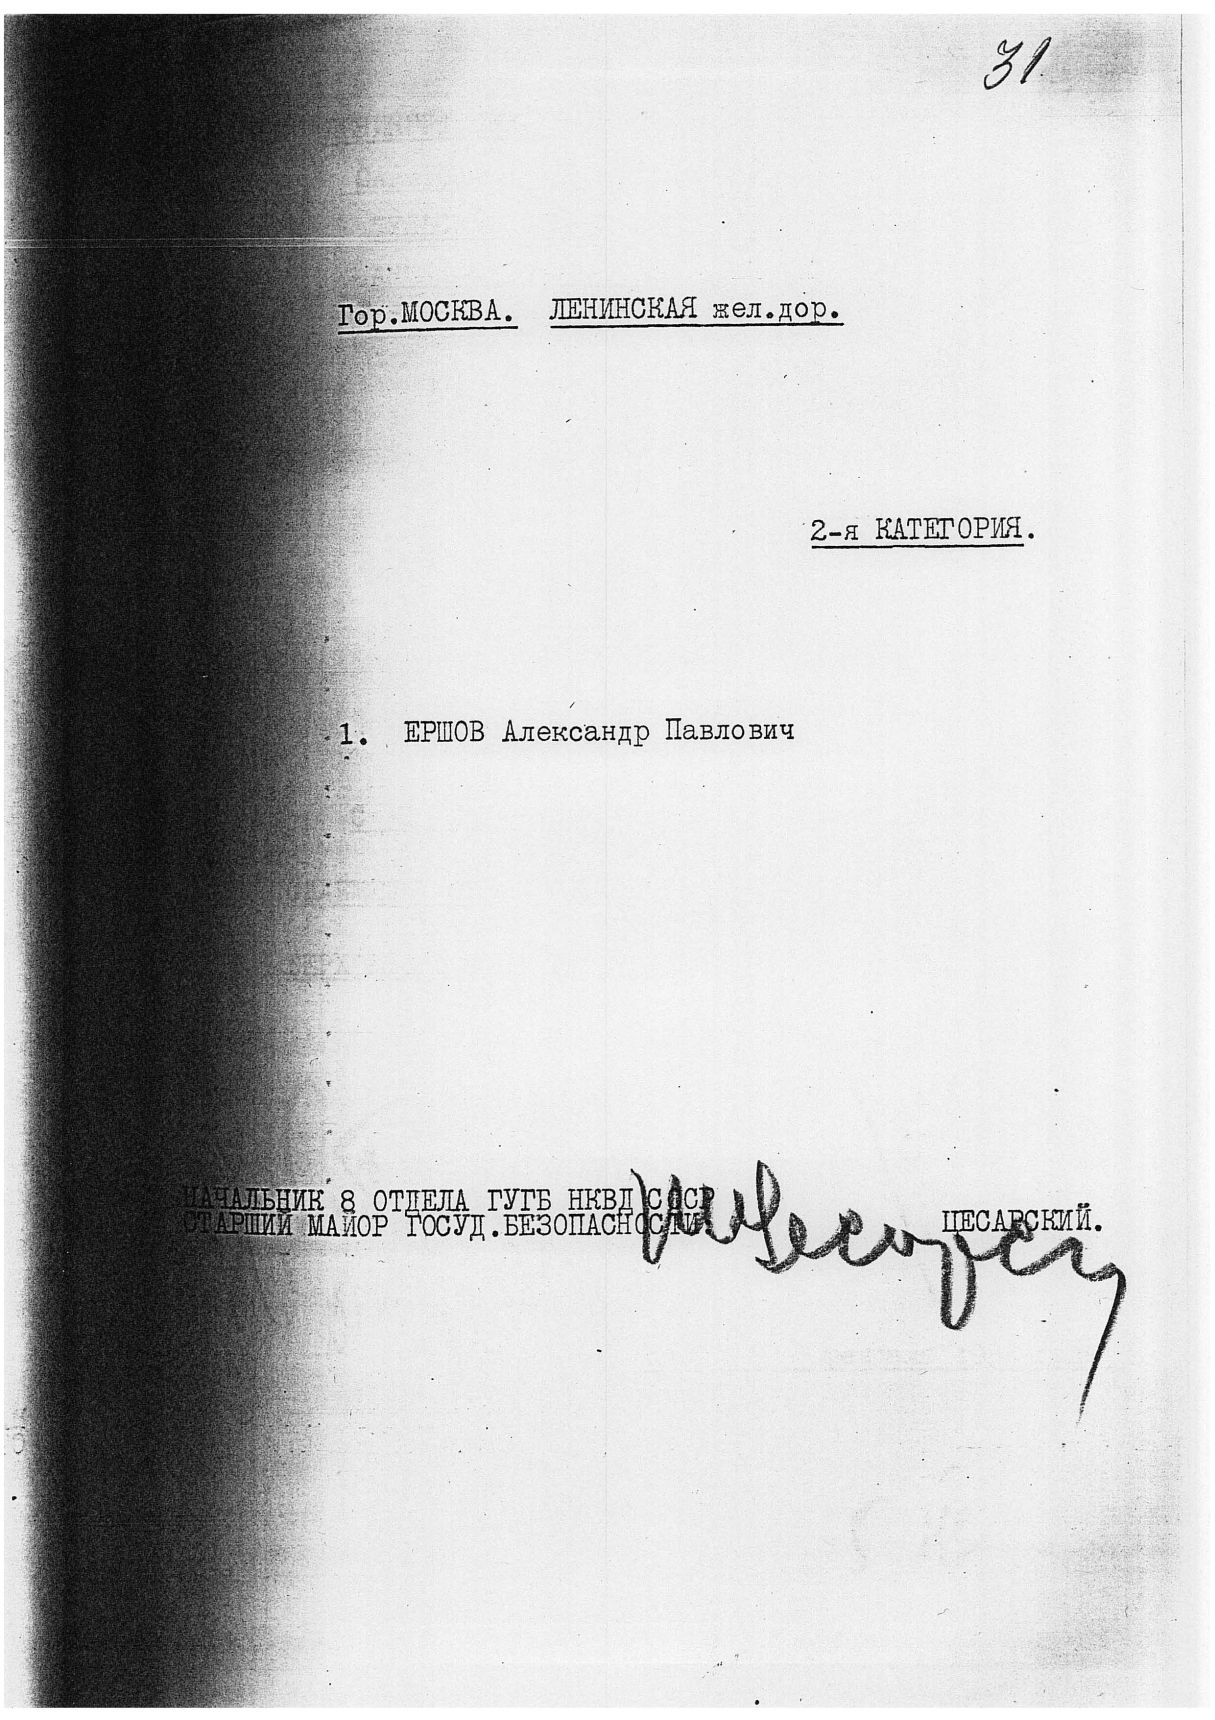 31
Гор.МОСКВА. ЛЕНИНСКАЯ жел.дор.
2-я КАТЕГОРИЯ.
1. ЕРШОВ Александр Павлович
НАЧАЛЬНИК 8 ОТДЕЛА ГУГБ НКВД СССР
СТАРШИЙ МАЙОР ГОСУД.БЕЗОПАСНОСТИ ЦЕСАРСКИЙ.